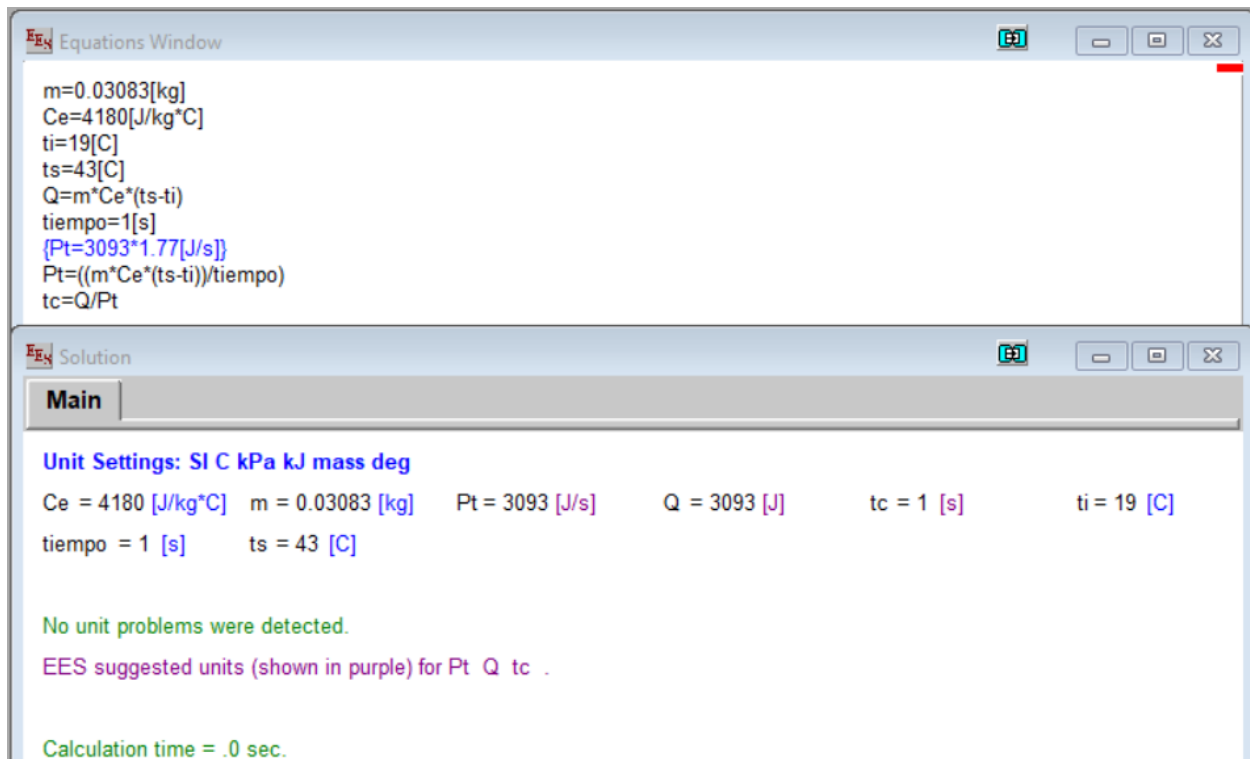 EES Equations Window
m=0.03083[kg]
Ce=4180[J/kg*C]
ti=19[C]
ts=43[C]
Q=m*Ce*(ts-ti)
tiempo=1[s]
{Pt=3093*1.77[J/s]}
Pt=((m*Ce*(ts-ti))/tiempo)
tc=Q/Pt
EES Solution
Main
Unit Settings: SI C kPa kJ mass deg
Ce = 4180 [J/kg*C] m = 0.03083 [kg] Pt = 3093 [J/s] Q = 3093 [J] tc = 1 [s] ti = 19 [C]
tiempo = 1 [s] ts = 43 [C]
No unit problems were detected.
EES suggested units (shown in purple) for Pt Q tc .
Calculation time = .0 sec.